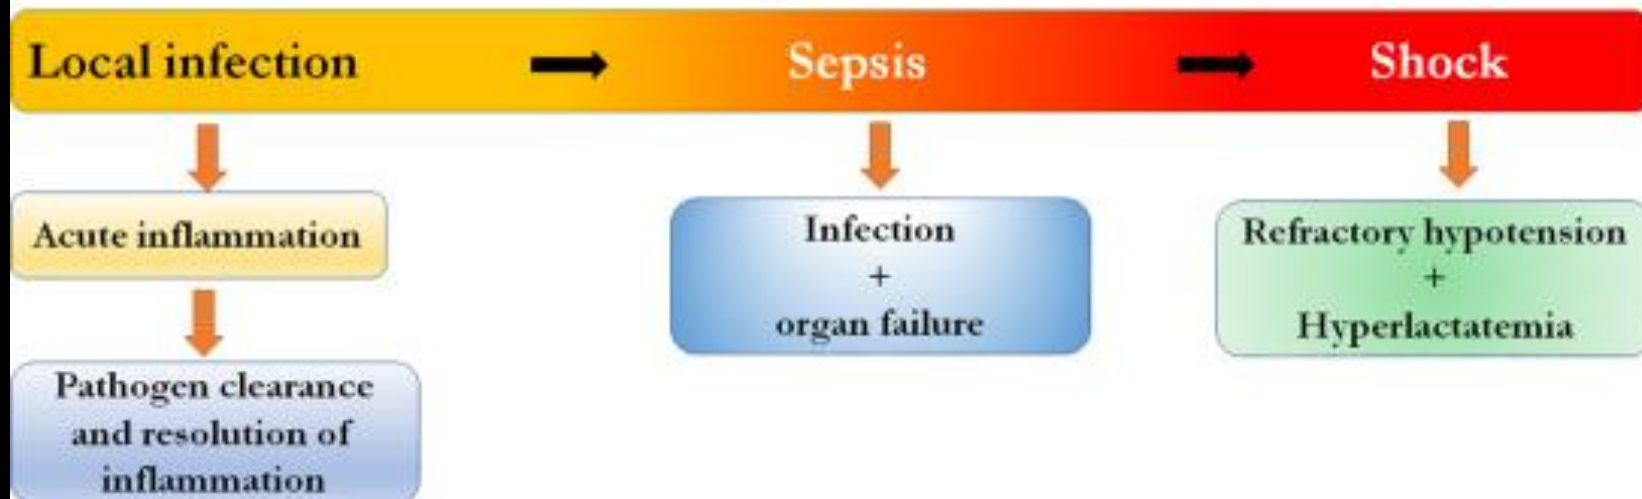 Local infection
Sepsis
Shock
Acute inflammation
Infection
+
organ failure
Refractory hypotension
+
Hyperlactatemia
Pathogen clearance
and resolution of
inflammation